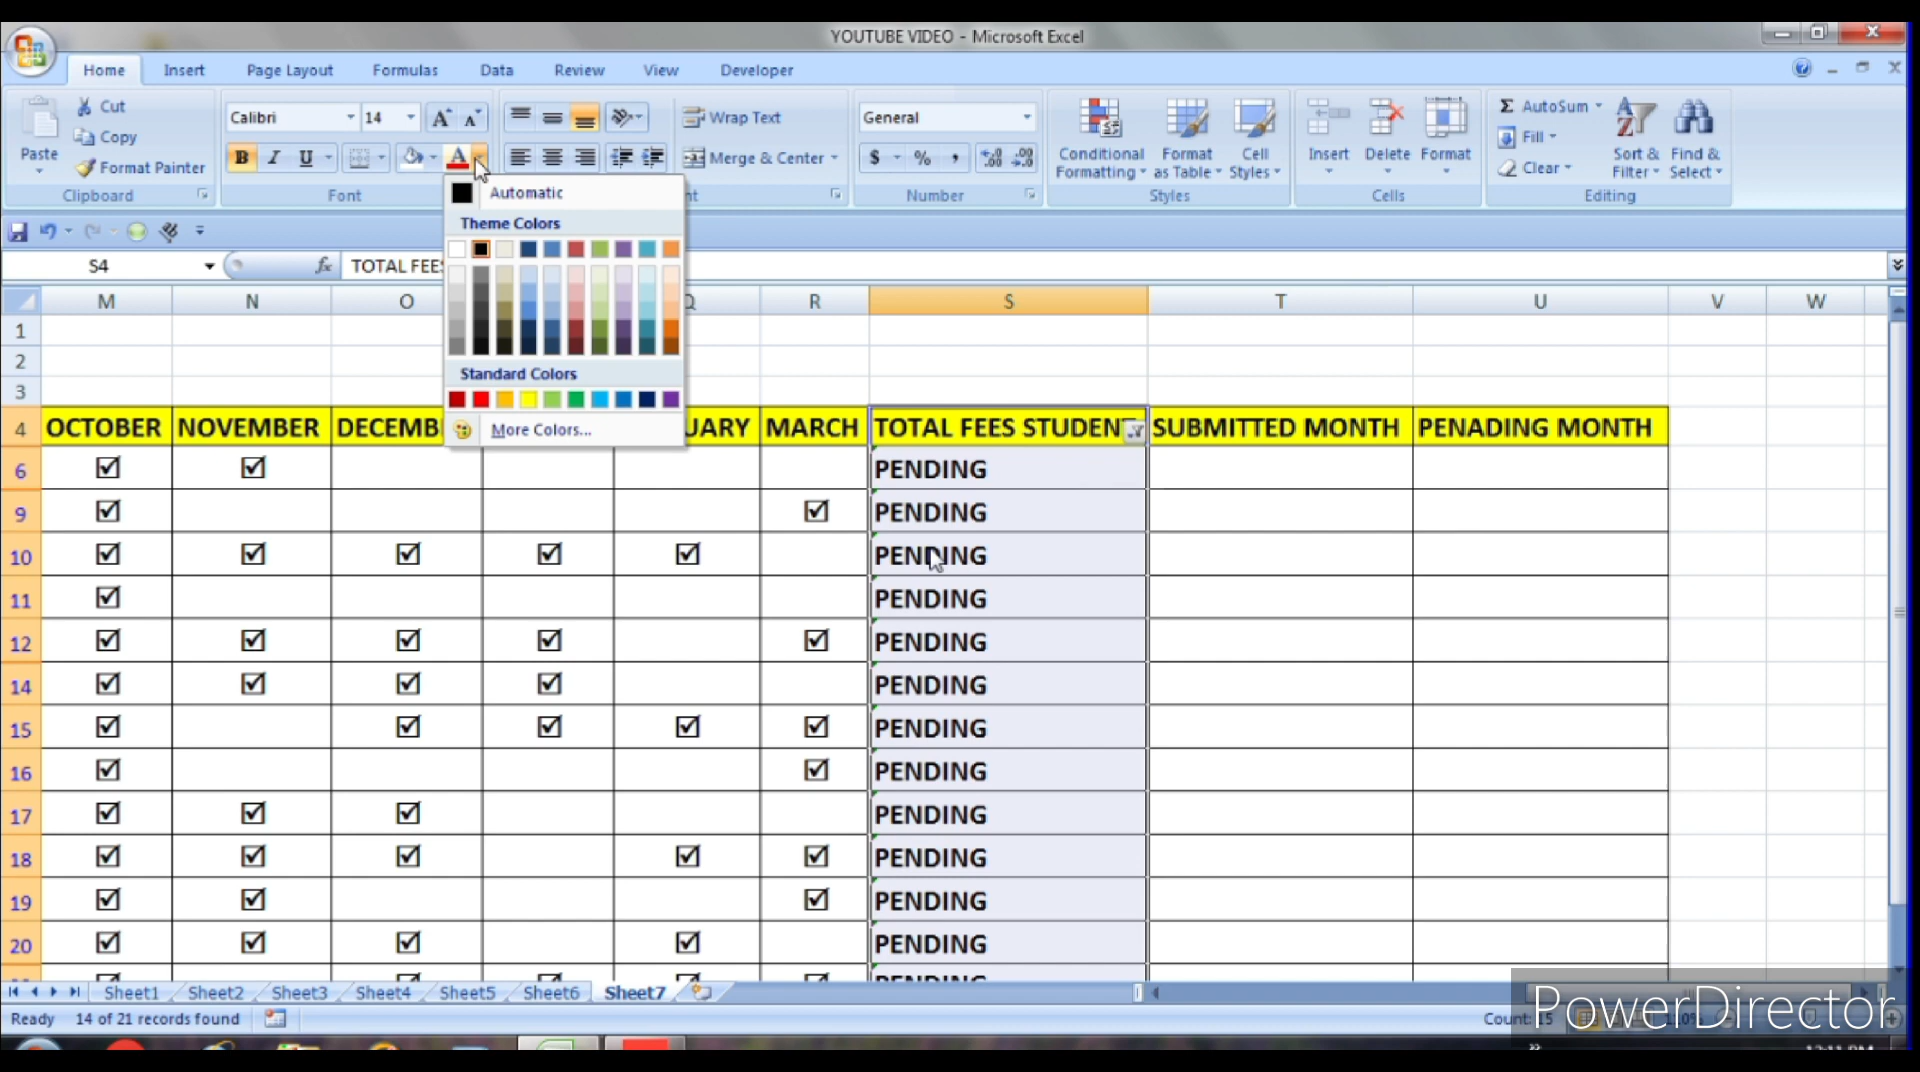 YOUTUBE VIDEO - Microsoft Excel
Home Insert Page Layout Formulas Data Review View Developer
Paste
Cut
Copy
Format Painter
Clipboard
Calibri 14
B I U
Font
Wrap Text
Merge & Center
General
$ % ,
Number
Conditional Formatting
Format as Table
Cell Styles
Styles
Insert Delete Format
Cells
AutoSum
Fill
Clear
Sort & Filter
Find & Select
Editing
Automatic
Theme Colors
Standard Colors
More Colors...
S4 fx TOTAL FEES
M N O Q R S T U V W
1
2
3
4 OCTOBER NOVEMBER DECEMB UARY MARCH TOTAL FEES STUDENT SUBMITTED MONTH PENADING MONTH
6 PENDING
9 PENDING
10 PENDING
11 PENDING
12 PENDING
14 PENDING
15 PENDING
16 PENDING
17 PENDING
18 PENDING
19 PENDING
20 PENDING
PENDING
Sheet1 Sheet2 Sheet3 Sheet4 Sheet5 Sheet6 Sheet7
Ready 14 of 21 records found Count: 15
PowerDirector